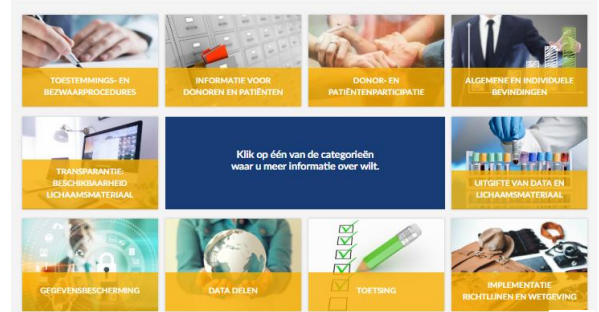 TOESTEMMINGS- EN
BEZWAARPROCEDURES
INFORMATIE VOOR
DONOREN EN PATIËNTEN
DONOR- EN
PATIËNTENPARTICIPATIE
ALGEMENE EN INDIVIDUELE
BEVINDINGEN
TRANSPARANTIE:
BESCHIKBAARHEID
LICHAAMSMATERIAAL
Klik op één van de categorieën
waar u meer informatie over wilt.
UITGIFTE VAN DATA EN
LICHAAMSMATERIAAL
GEGEVENSBESCHERMING
DATA DELEN
TOETSING
IMPLEMENTATIE
RICHTLIJNEN EN WETGEVING